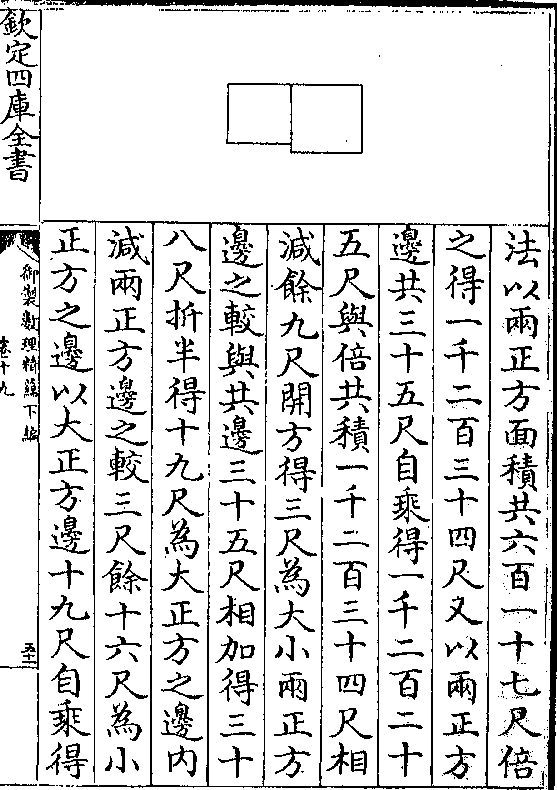 法以兩正方面積共六百一十七尺倍
之得一千二百三十四尺又以兩正方
邊共三十五尺自乘得一千二百二十
五尺與倍共積一千二百三十四尺相
減餘九尺開方得三尺為大小兩正方
邊之較與共邊三十五尺相加得三十
八尺折半得十九尺為大正方之邊内
減兩正方邊之較三尺餘十六尺為小
正方之邊以大正方邊十九尺自乘得
欽定四庫全書
御製數理精藴下編
卷十九